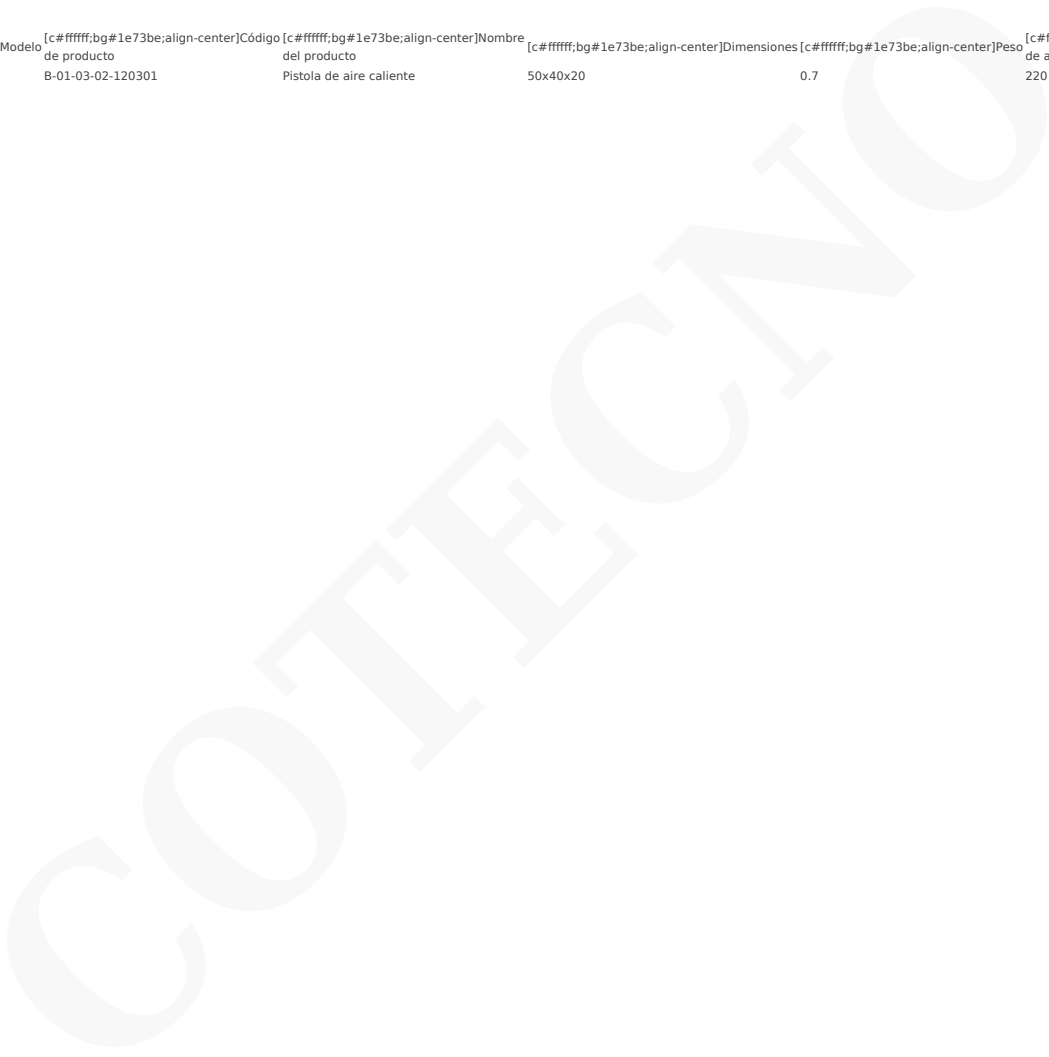 Modelo [c#ffffff;bg#1e73be;align-center]Código de producto [c#ffffff;bg#1e73be;align-center]Nombre del producto [c#ffffff;bg#1e73be;align-center]Dimensiones [c#ffffff;bg#1e73be;align-center]Peso [c#f
de a
B-01-03-02-120301 Pistola de aire caliente 50x40x20 0.7 220
COTECNO